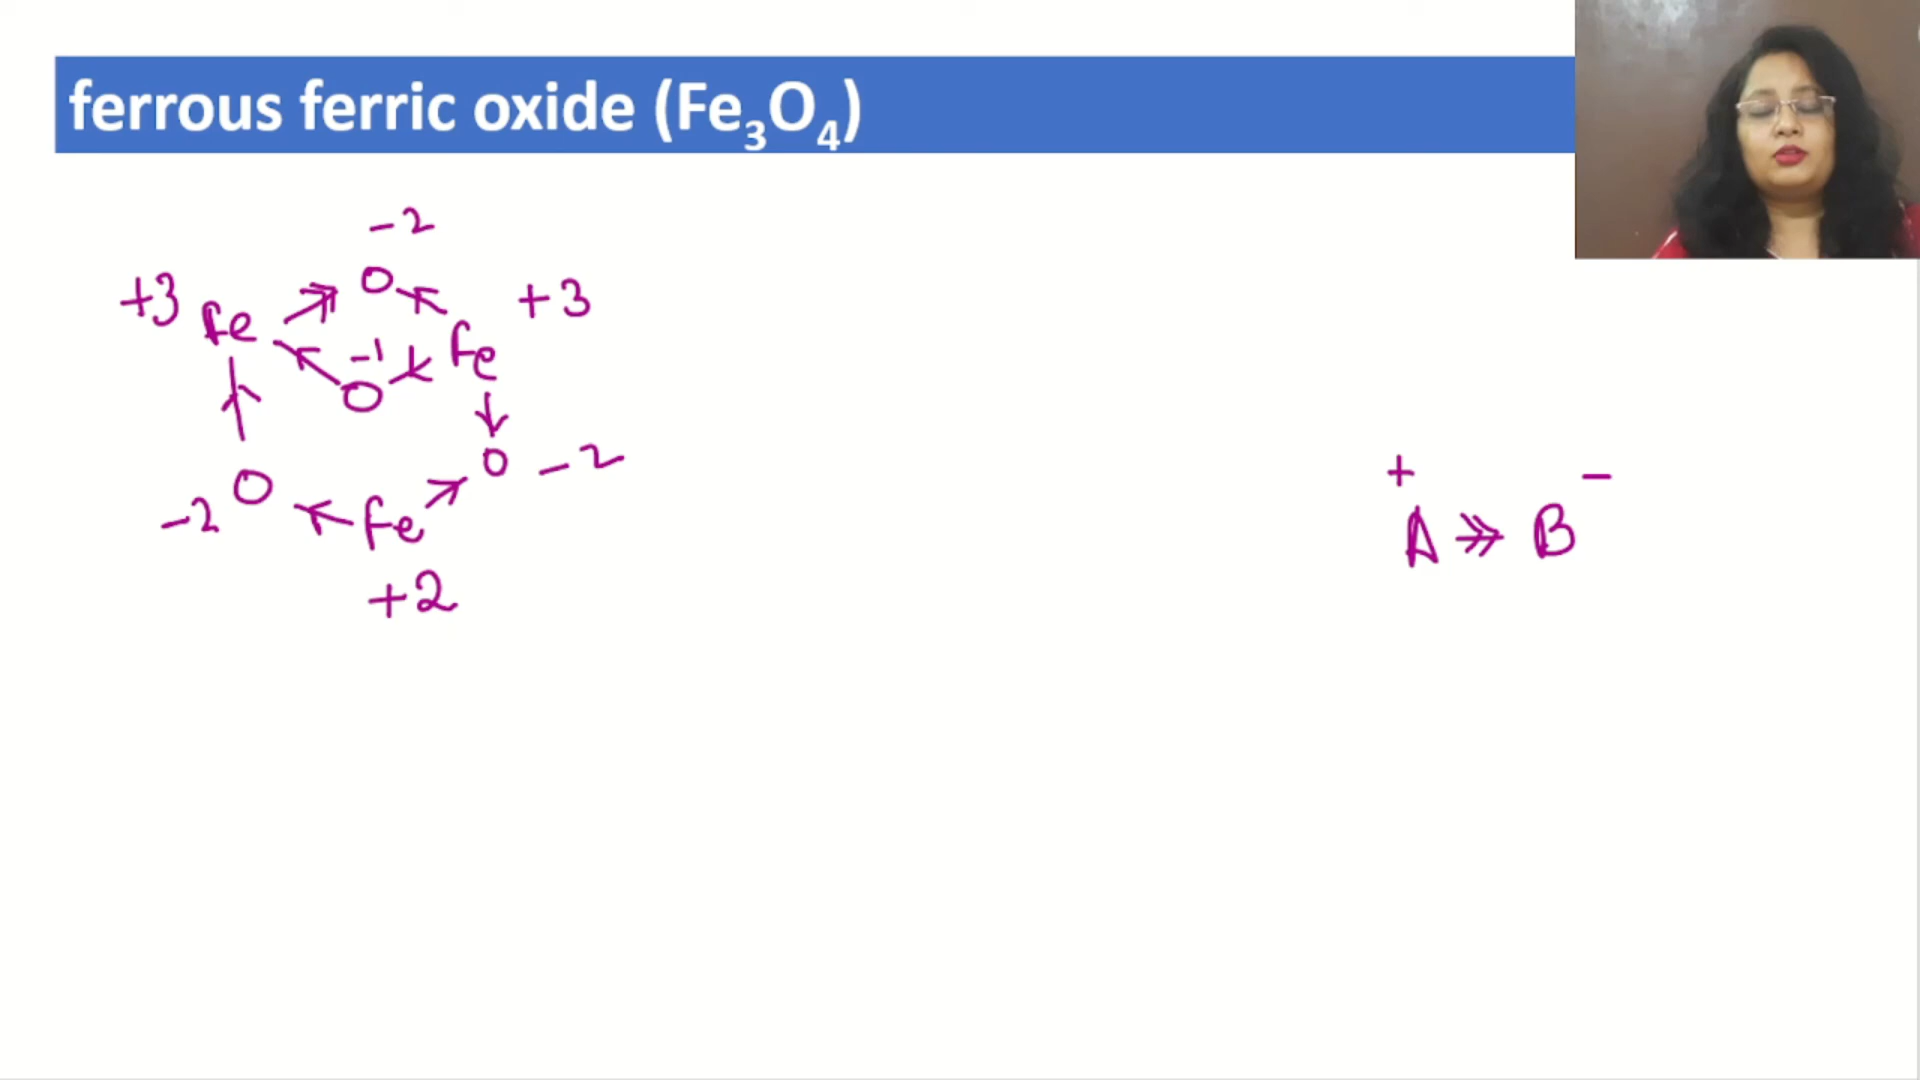 ferrous ferric oxide (Fe₃O₄)
-2
+3 Fe O +3
-1 Fe
O
O -2
-2 O Fe
+2
+ -
A B